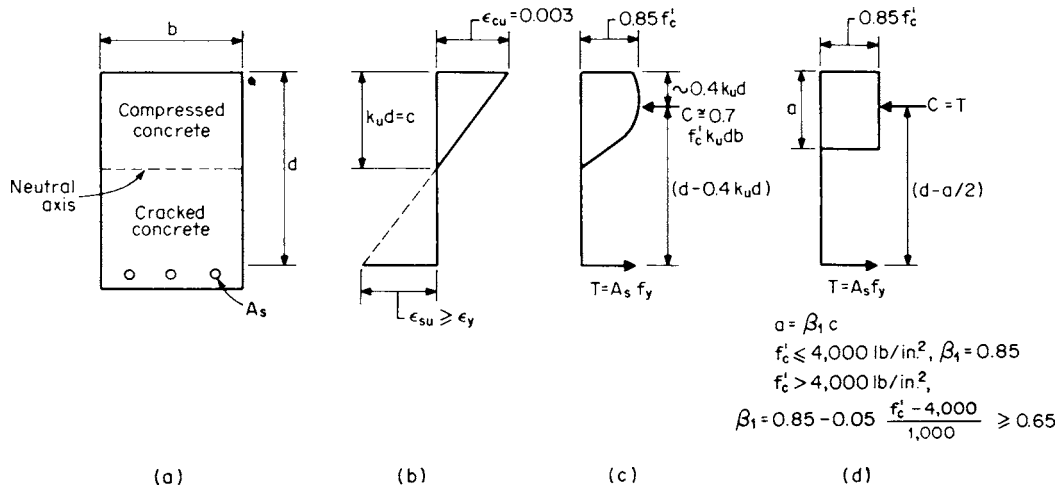 b
Compressed
concrete
d
Neutral
axis
Cracked
concrete
A_s
(a)
ϵ_cu = 0.003
k_u d = c
ϵ_su ⩾ ϵ_y
(b)
0.85 f'_c
~0.4 k_u d
C ≅ 0.7
f'_c k_u db
(d − 0.4 k_u d)
T = A_s f_y
(c)
0.85 f'_c
a
C = T
(d − a/2)
T = A_s f_y
a = β_1 c
f'_c ⩽ 4,000 lb/in.², β_1 = 0.85
f'_c > 4,000 lb/in.²,
β_1 = 0.85 − 0.05 (f'_c − 4,000)/1,000 ⩾ 0.65
(d)